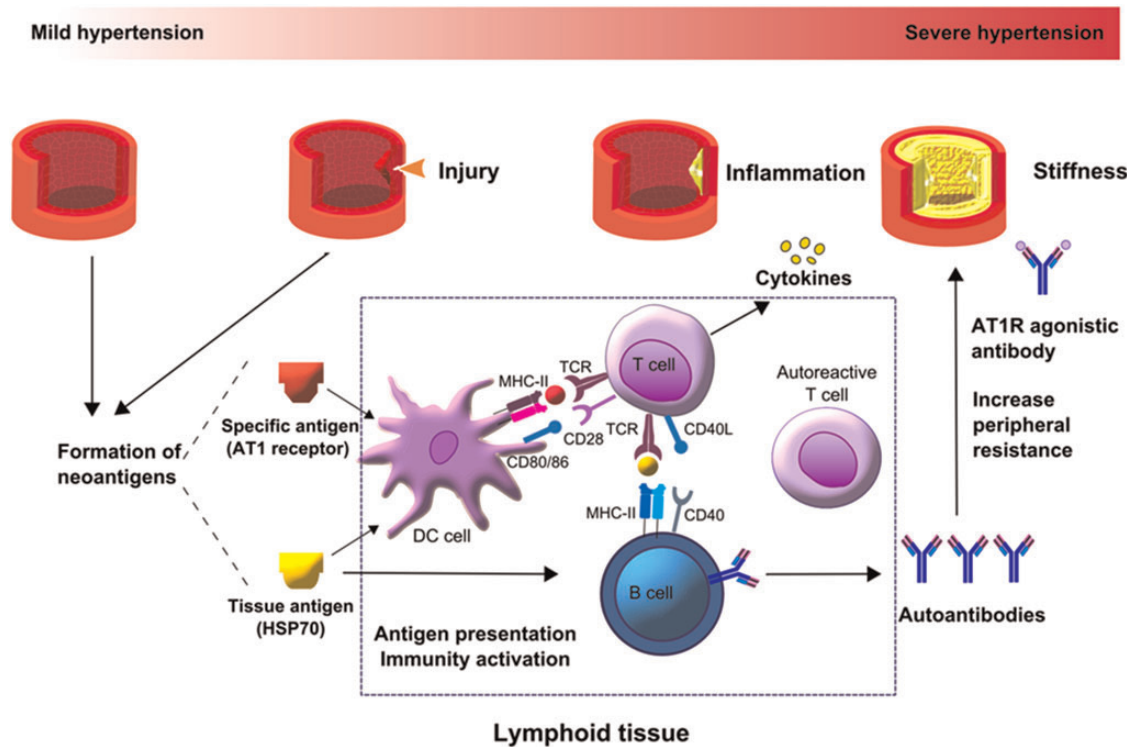 Mild hypertension
Severe hypertension
Injury
Inflammation
Stiffness
Cytokines
AT1R agonistic
antibody
Increase
peripheral
resistance
Formation of
neoantigens
Specific antigen
(AT1 receptor)
Tissue antigen
(HSP70)
MHC-II
TCR
T cell
CD28
CD80/86
DC cell
TCR
CD40L
MHC-II
CD40
B cell
Autoreactive
T cell
Autoantibodies
Antigen presentation
Immunity activation
Lymphoid tissue